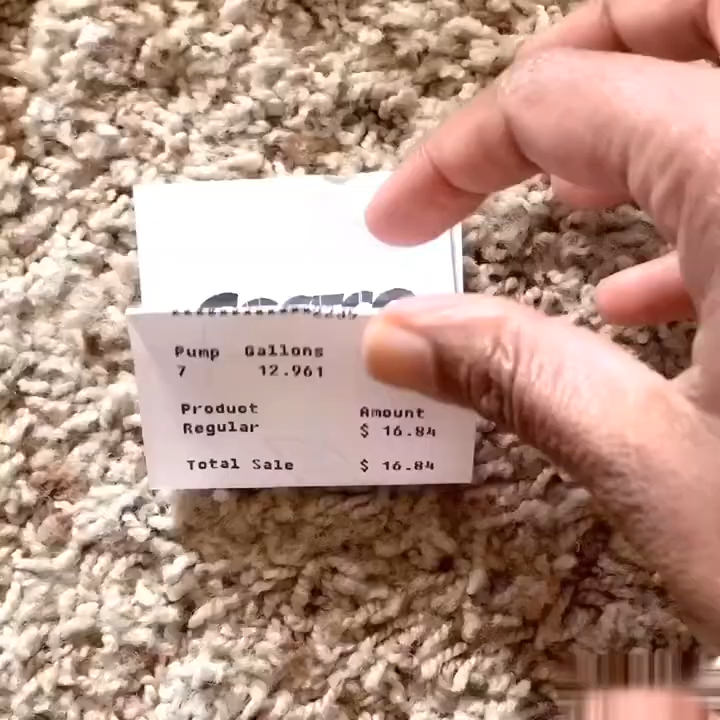 Pump Gallons
7 12.961
Product Amount
Regular $ 16.84
Total Sale $ 16.84